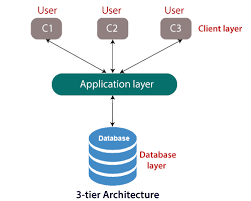 User User User
C1 C2 C3 Client layer
Application layer
Database
Database
layer
3-tier Architecture